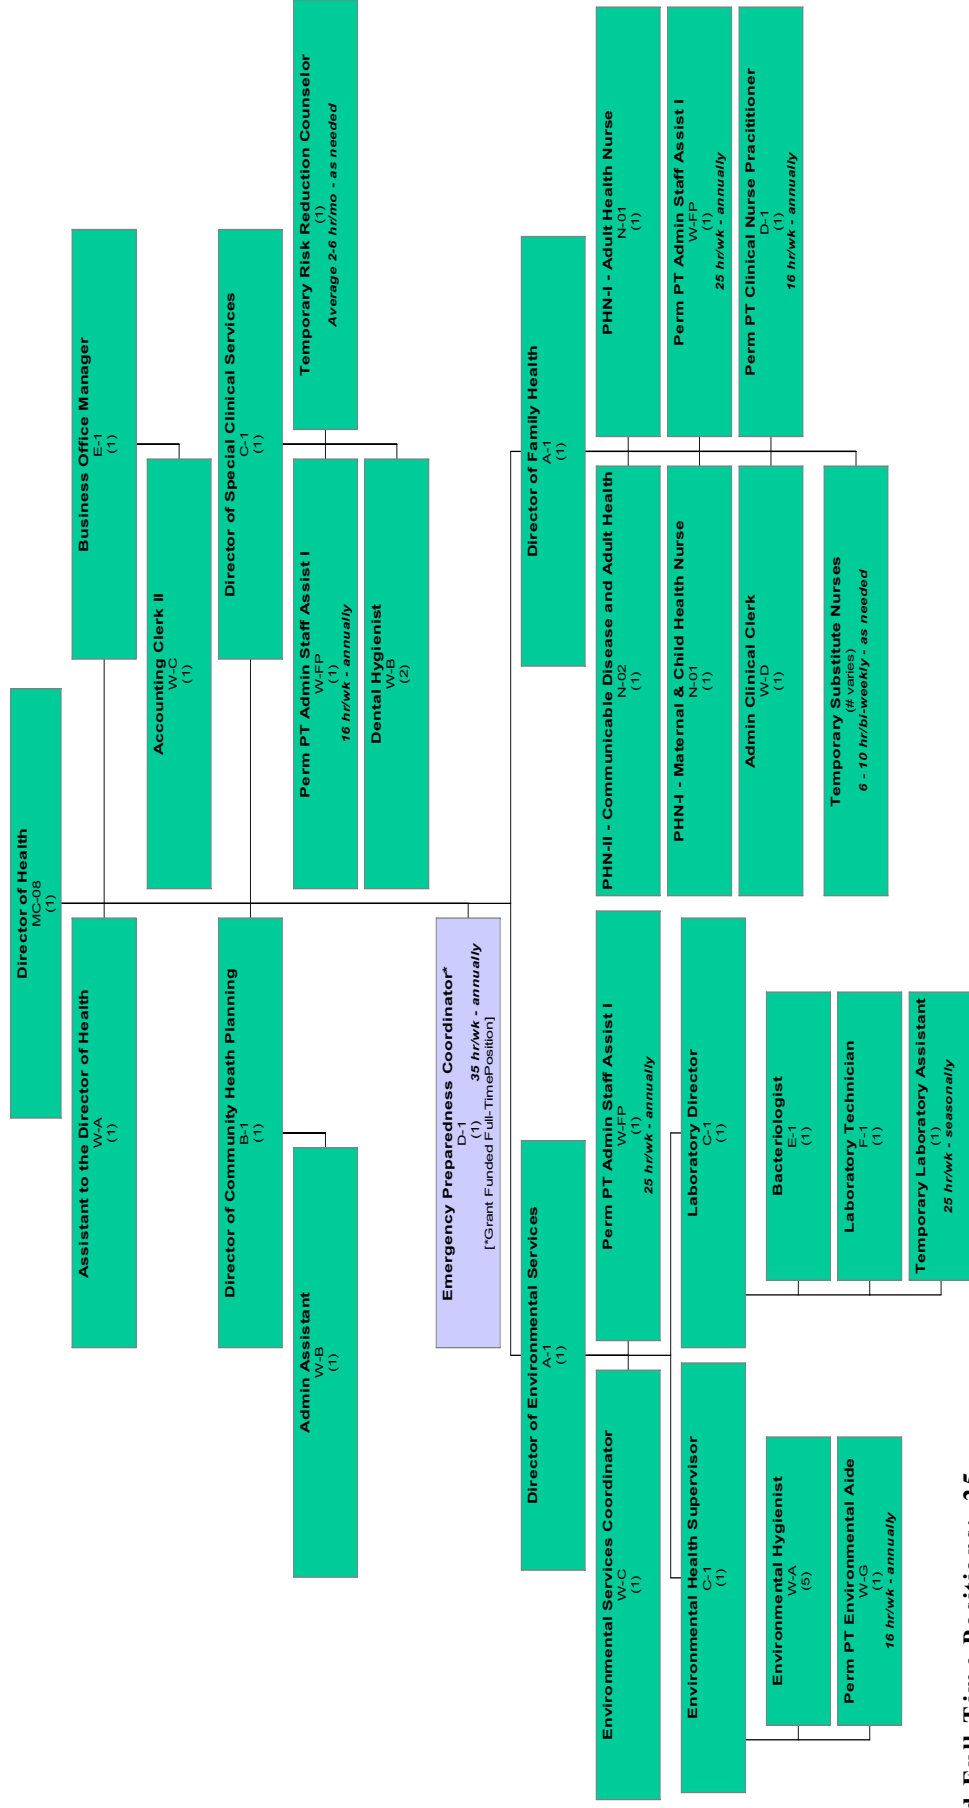 Director of Health
MC-08
(1)
Assistant to the Director of Health
W-A
(1)
Business Office Manager
E-1
(1)
Accounting Clerk II
W-C
(1)
Director of Community Heath Planning
B-1
(1)
Director of Special Clinical Services
C-1
(1)
Admin Assistant
W-B
(1)
Perm PT Admin Staff Assist I
W-FP
(1)
16 hr/wk - annually
Temporary Risk Reduction Counselor
(1)
Average 2-6 hr/mo - as needed
Dental Hygienist
W-B
(2)
Emergency Preparedness Coordinator*
D-1
(1) 35 hr/wk - annually
[*Grant Funded Full-TimePosition]
Director of Environmental Services
A-1
(1)
Director of Family Health
A-1
(1)
Environmental Services Coordinator
W-C
(1)
Perm PT Admin Staff Assist I
W-FP
(1)
25 hr/wk - annually
PHN-II - Communicable Disease and Adult Health
N-02
(1)
PHN-I - Adult Health Nurse
N-01
(1)
Environmental Health Supervisor
C-1
(1)
Laboratory Director
C-1
(1)
PHN-I - Maternal & Child Health Nurse
N-01
(1)
Perm PT Admin Staff Assist I
W-FP
(1)
25 hr/wk - annually
Environmental Hygienist
W-A
(5)
Bacteriologist
E-1
(1)
Admin Clinical Clerk
W-D
(1)
Perm PT Clinical Nurse Pracititioner
D-1
(1)
16 hr/wk - annually
Perm PT Environmental Aide
W-G
(1)
16 hr/wk - annually
Laboratory Technician
F-1
(1)
Temporary Substitute Nurses
(# varies)
6 - 10 hr/bi-weekly - as needed
Temporary Laboratory Assistant
(1)
25 hr/wk - seasonally
Full Time Positions: 25